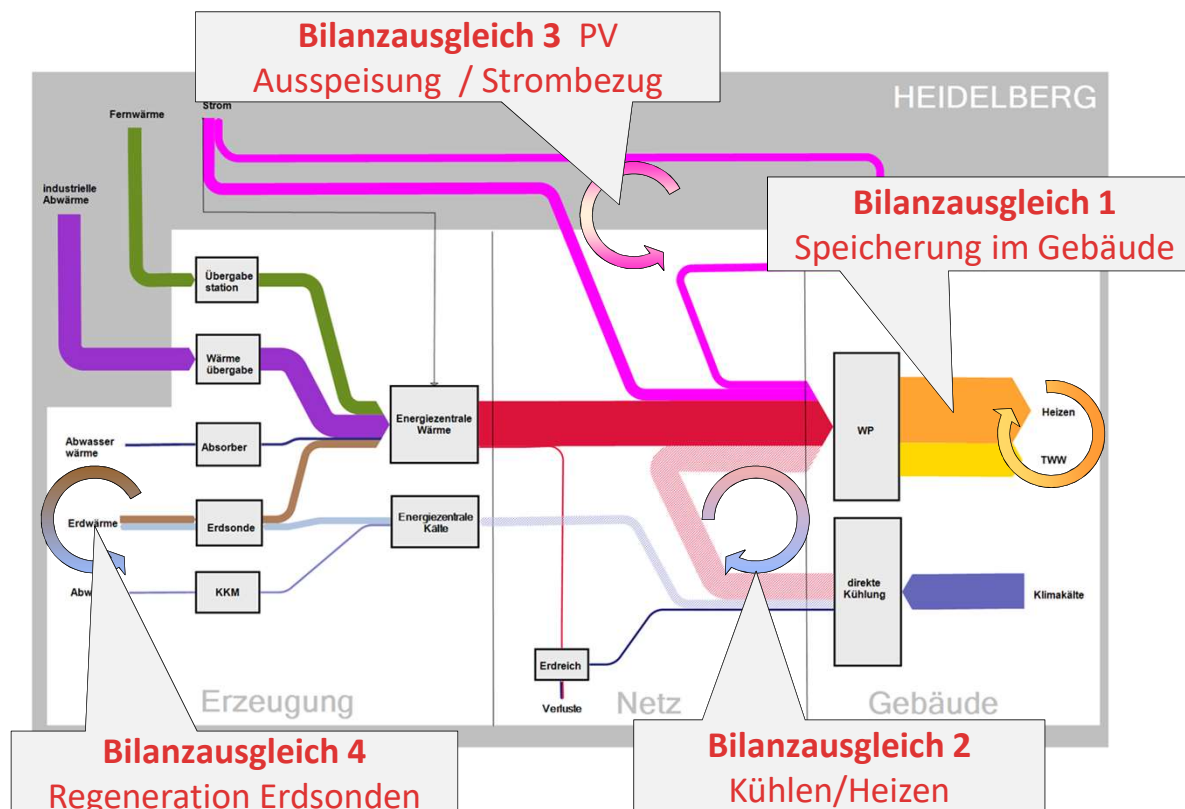 Bilanzausgleich 3 PV
Ausspeisung / Strombezug
HEIDELBERG
Strom
Fernwärme
industrielle
Abwärme
Bilanzausgleich 1
Speicherung im Gebäude
Übergabe
station
Wärme
übergabe
Energiezentrale
Wärme
WP
Heizen
TWW
Abwasser
wärme
Absorber
Erdwärme
Erdsonde
Energiezentrale
Kälte
KKM
direkte
Kühlung
Klimakälte
Erdreich
Verluste
Erzeugung
Netz
Gebäude
Bilanzausgleich 4
Regeneration Erdsonden
Bilanzausgleich 2
Kühlen/Heizen